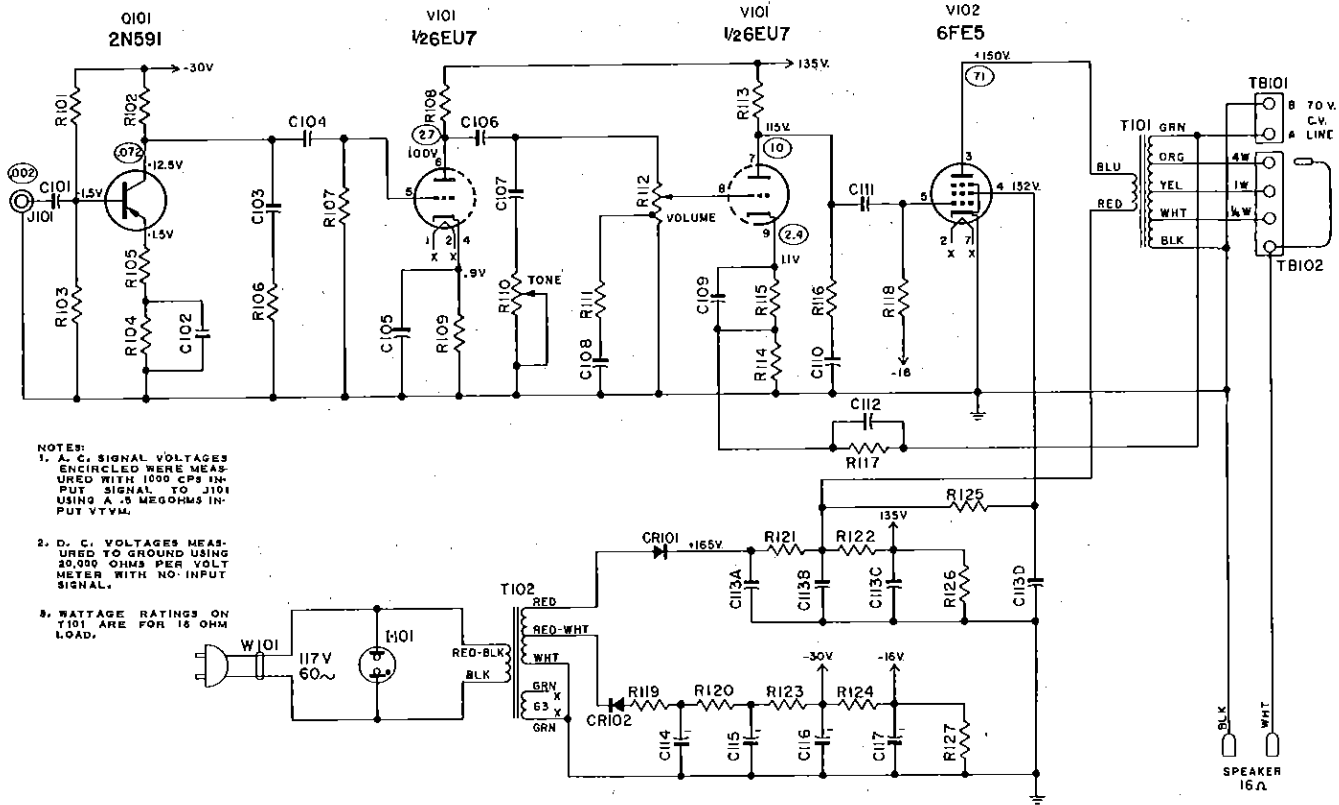 Q101
2N591
V101
1/26EU7
V101
1/26EU7
V102
6FE5
-30V
135V.
+150V.
71
TB101
B 70 V.
C.V.
A LINE
R101
R102
R108
R113
C104
C106
27
100V
6
115V.
10
7
3
T101
GRN
ORG
4W
YEL
1W
WHT
1/4W
BLK
TB102
BLU
RED
.002
C101
J101
-1.5V
.072
-12.5V
-1.5V
C103
R107
5
1
2
4
X X
C107
R112
VOLUME
8
9
2.4
1.1V
C111
5
4
152V.
2
7
X X
R105
R103
R104
C102
R106
C105
.9V
R109
R110
TONE
R111
C108
C109
R115
R114
R116
C110
R118
-18
C112
R117
NOTES:
1. A. C. SIGNAL VOLTAGES
ENCIRCLED WERE MEAS-
URED WITH 1000 CPS IN-
PUT SIGNAL TO J101
USING A .5 MEGOHMS IN-
PUT VTVM.
2. D. C. VOLTAGES MEAS-
URED TO GROUND USING
20,000 OHMS PER VOLT
METER WITH NO INPUT
SIGNAL.
3. WATTAGE RATINGS ON
T101 ARE FOR 16 OHM
LOAD.
R125
CR101
+165V.
R121
R122
135V
C113A
C113B
C113C
R126
C113D
T102
RED
RED-WHT
WHT
RED-BLK
BLK
GRN
X
6.3
X
GRN
W101
117V
60~
I-101
CR102
R119
R120
R123
-30V
R124
-16V
C114
C115
C116
C117
R127
BLK
WHT
SPEAKER
16Ω